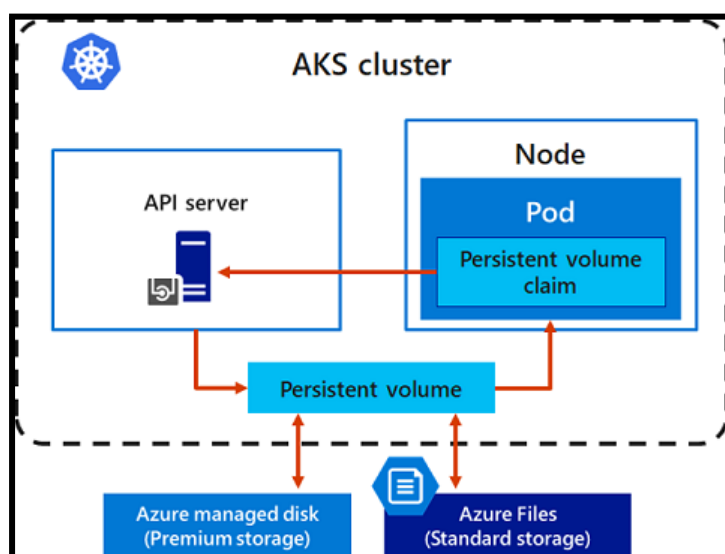 AKS cluster
API server
Node
Pod
Persistent volume
claim
Persistent volume
Azure managed disk
(Premium storage)
Azure Files
(Standard storage)